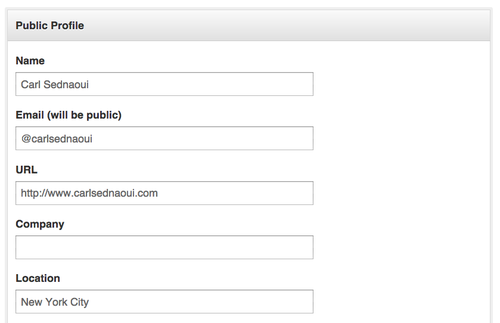 Public Profile
Name
Carl Sednaoui
Email (will be public)
@carlsednaoui
URL
http://www.carlsednaoui.com
Company
Location
New York City